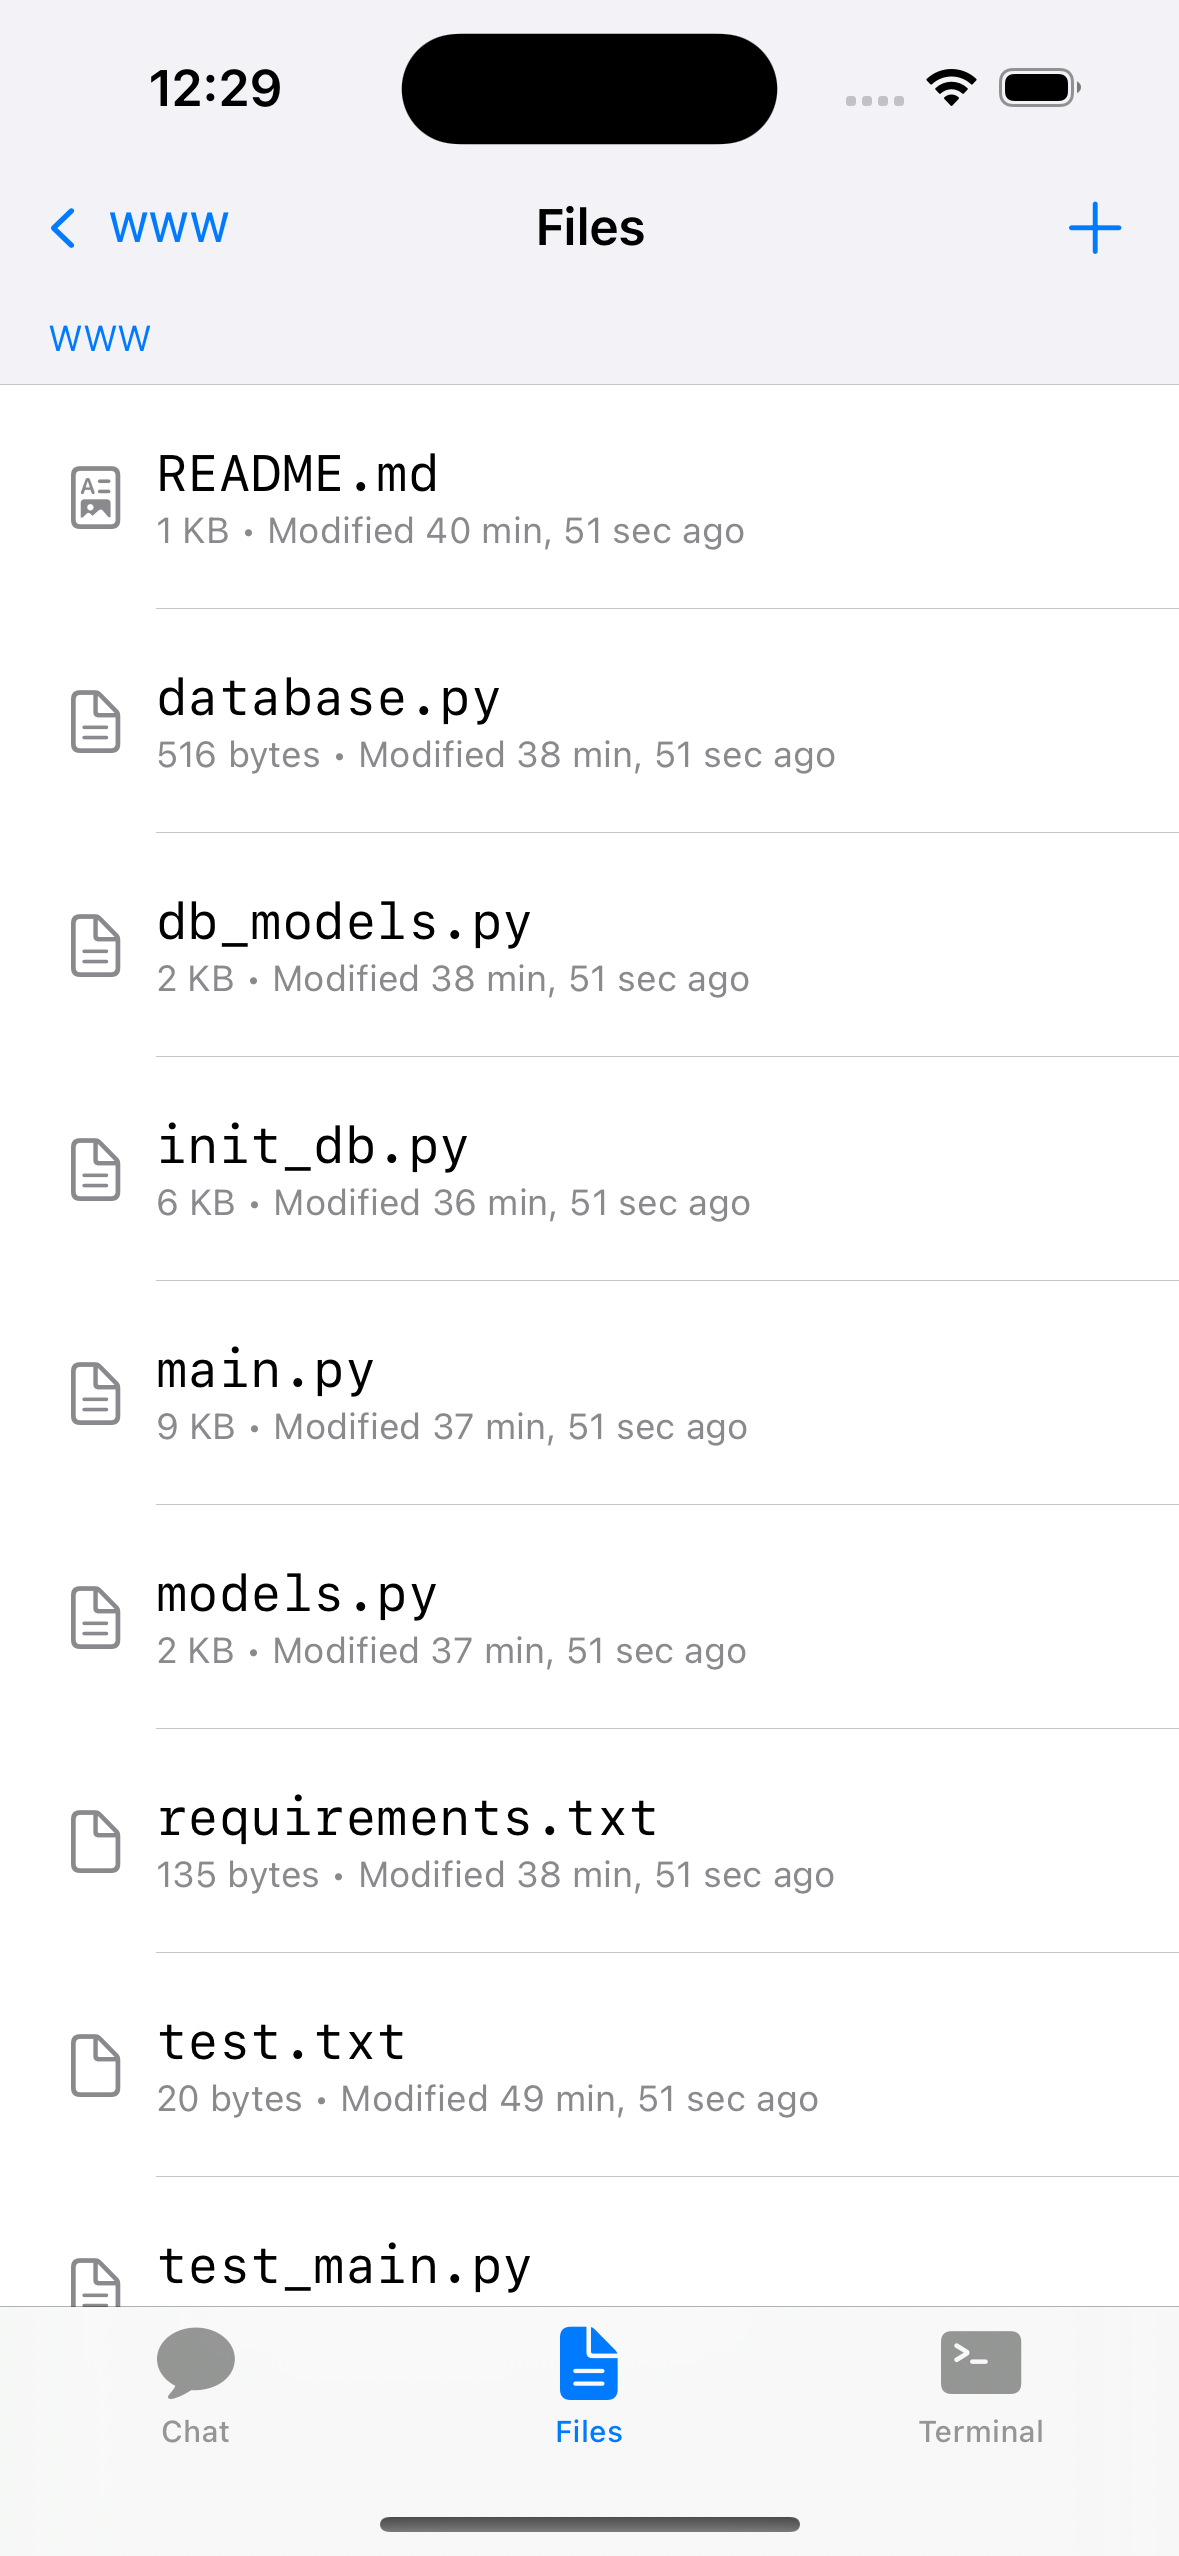 12:29
www
Files
www
README.md
1 KB • Modified 40 min, 51 sec ago
database.py
516 bytes • Modified 38 min, 51 sec ago
db_models.py
2 KB • Modified 38 min, 51 sec ago
init_db.py
6 KB • Modified 36 min, 51 sec ago
main.py
9 KB • Modified 37 min, 51 sec ago
models.py
2 KB • Modified 37 min, 51 sec ago
requirements.txt
135 bytes • Modified 38 min, 51 sec ago
test.txt
20 bytes • Modified 49 min, 51 sec ago
test_main.py
Chat
Files
Terminal